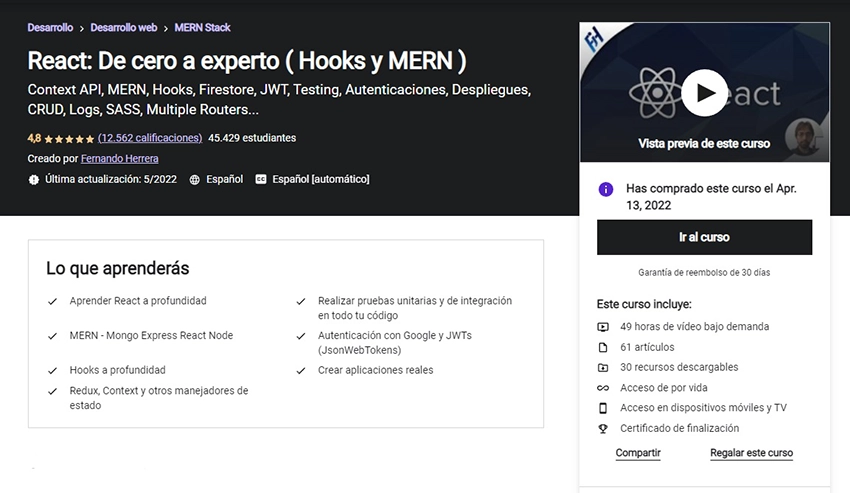 Desarrollo > Desarrollo web > MERN Stack
React: De cero a experto ( Hooks y MERN )
Context API, MERN, Hooks, Firestore, JWT, Testing, Autenticaciones, Despliegues,
CRUD, Logs, SASS, Multiple Routers...
4,8 (12.562 calificaciones) 45.429 estudiantes
Creado por Fernando Herrera
Última actualización: 5/2022 Español Español [automático]
Lo que aprenderás
Aprender React a profundidad
MERN - Mongo Express React Node
Hooks a profundidad
Redux, Context y otros manejadores de
estado
Realizar pruebas unitarias y de integración
en todo tu código
Autenticación con Google y JWTs
(JsonWebTokens)
Crear aplicaciones reales
FH
eact
Vista previa de este curso
Has comprado este curso el Apr.
13, 2022
Ir al curso
Garantía de reembolso de 30 días
Este curso incluye:
49 horas de vídeo bajo demanda
61 artículos
30 recursos descargables
Acceso de por vida
Acceso en dispositivos móviles y TV
Certificado de finalización
Compartir Regalar este curso